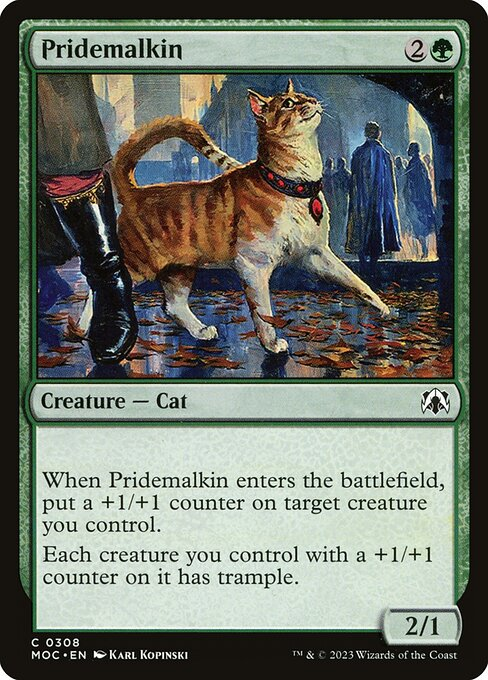 Pridemalkin 2
Creature — Cat
When Pridemalkin enters the battlefield,
put a +1/+1 counter on target creature
you control.
Each creature you control with a +1/+1
counter on it has trample.
2/1
C 0308
MOC • EN Karl Kopinski
™ & © 2023 Wizards of the Coast